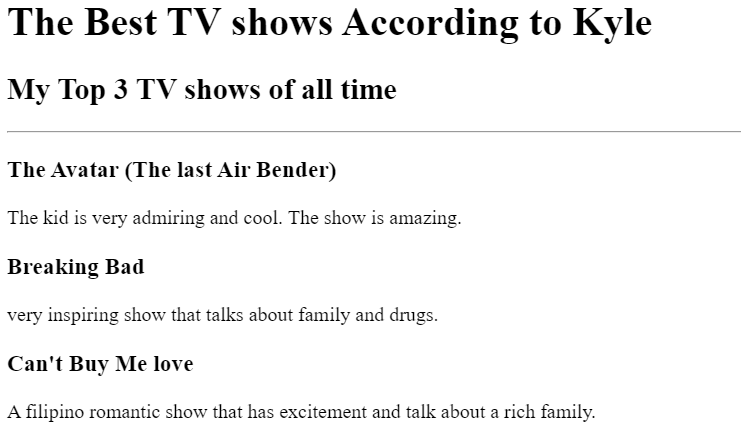 The Best TV shows According to Kyle
My Top 3 TV shows of all time
The Avatar (The last Air Bender)
The kid is very admiring and cool. The show is amazing.
Breaking Bad
very inspiring show that talks about family and drugs.
Can't Buy Me love
A filipino romantic show that has excitement and talk about a rich family.